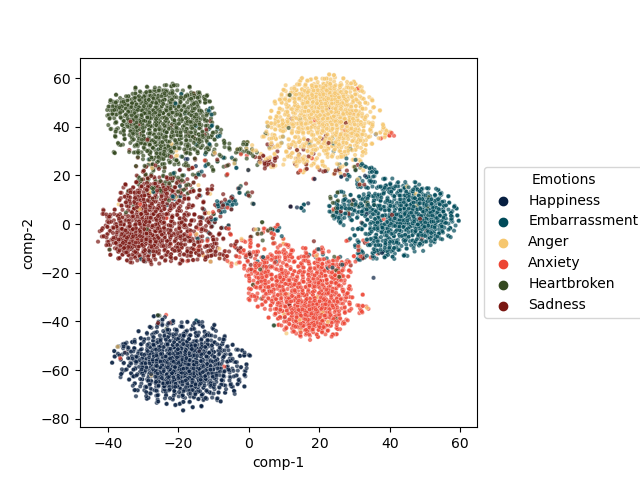 60
40
20
0
−20
−40
−60
−80
comp-2
−40 −20 0 20 40 60
comp-1
Emotions
Happiness
Embarrassment
Anger
Anxiety
Heartbroken
Sadness